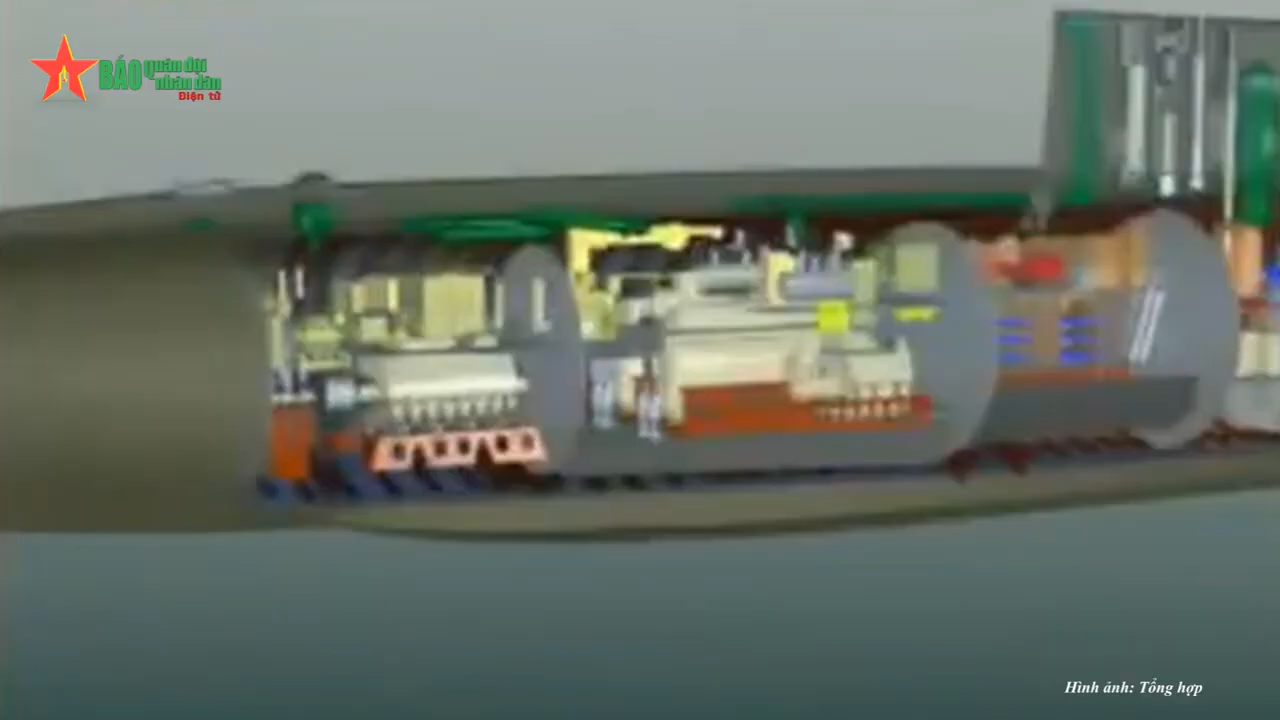 BÁO quân đội
nhân dân
Điện tử
Hình ảnh: Tổng hợp